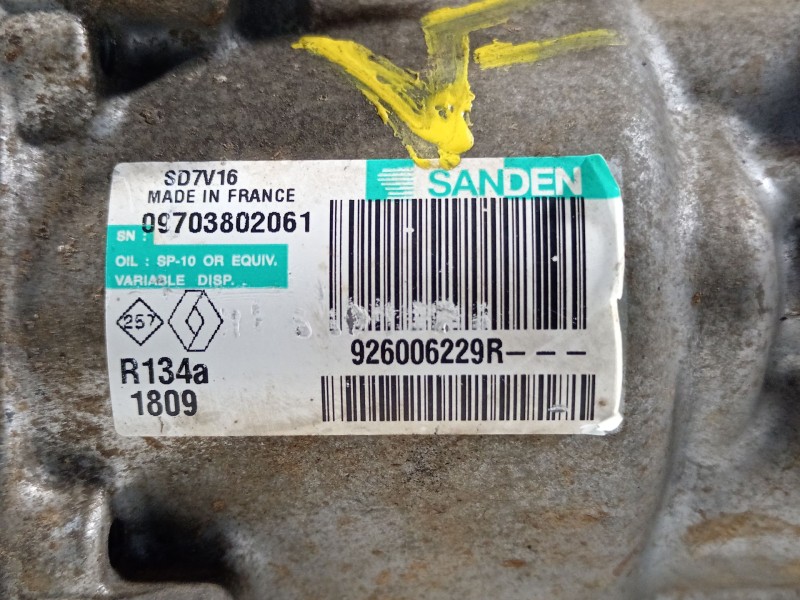 SD7V16
MADE IN FRANCE
SANDEN
SN : 09703802061
OIL : SP-10 OR EQUIV.
VARIABLE DISP.
257
926006229R---
R134a
1809